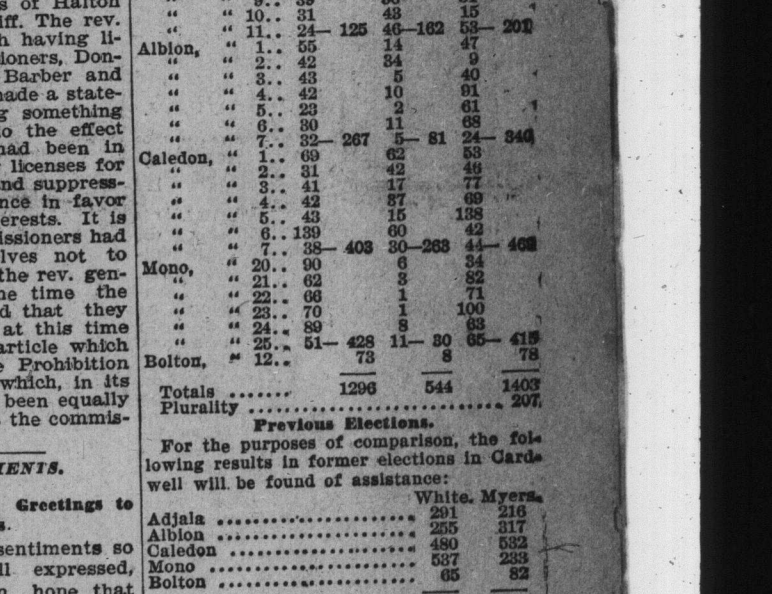 s of Halton
iff. The rev.
h having li-
ioners, Don-
Barber and
made a state-
g something
to the effect
had been in
licenses for
and suppress-
nce in favor
erests. It is
issioners had
lves not to
the rev. gen-
me time the
d that they
at this time
article which
e Prohibition
which, in its
been equally
the commis-
MENTS.
Greetings to
s.
sentiments so
ll expressed,
n hope that
“ “ 10.. 31 43 15
“ “ 11.. 24— 125 46—162 53— 201
Albion, “ 1.. 55 14 47
“ “ 2.. 42 34 9
“ “ 3.. 43 5 40
“ “ 4.. 42 10 91
“ “ 5.. 23 2 61
“ “ 6.. 30 11 68
“ “ 7.. 32— 267 5— 81 24— 340
Caledon, “ 1.. 69 62 53
“ “ 2.. 31 42 46
“ “ 3.. 41 17 77
“ “ 4.. 42 37 69
“ “ 5.. 43 15 138
“ “ 6.. 139 60 42
“ “ 7.. 38— 403 30—263 44—
Mono, “ 20.. 90 6 34
“ “ 21.. 62 3 82
“ “ 22.. 66 1 71
“ “ 23.. 70 1 100
“ “ 24.. 89 8 63
“ “ 25.. 51— 428 11— 30 65— 415
Bolton, “ 12.. 73 8 78
Totals ....... 1296 544 1403
Plurality ............................ 207
Previous Elections.
For the purposes of comparison, the fol-
lowing results in former elections in Card-
well will be found of assistance:
White. Myers.
Adjala ...................... 291 216
Albion ...................... 255 317
Caledon ..................... 480 532
Mono ........................ 537 233
Bolton ...................... 65 82